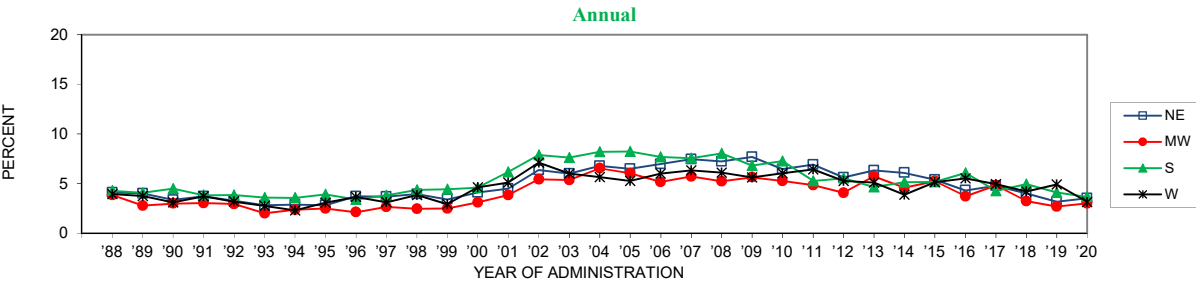 Annual
20
15
10
5
0
PERCENT
'88 '89 '90 '91 '92 '93 '94 '95 '96 '97 '98 '99 '00 '01 '02 '03 '04 '05 '06 '07 '08 '09 '10 '11 '12 '13 '14 '15 '16 '17 '18 '19 '20
YEAR OF ADMINISTRATION
NE
MW
S
W